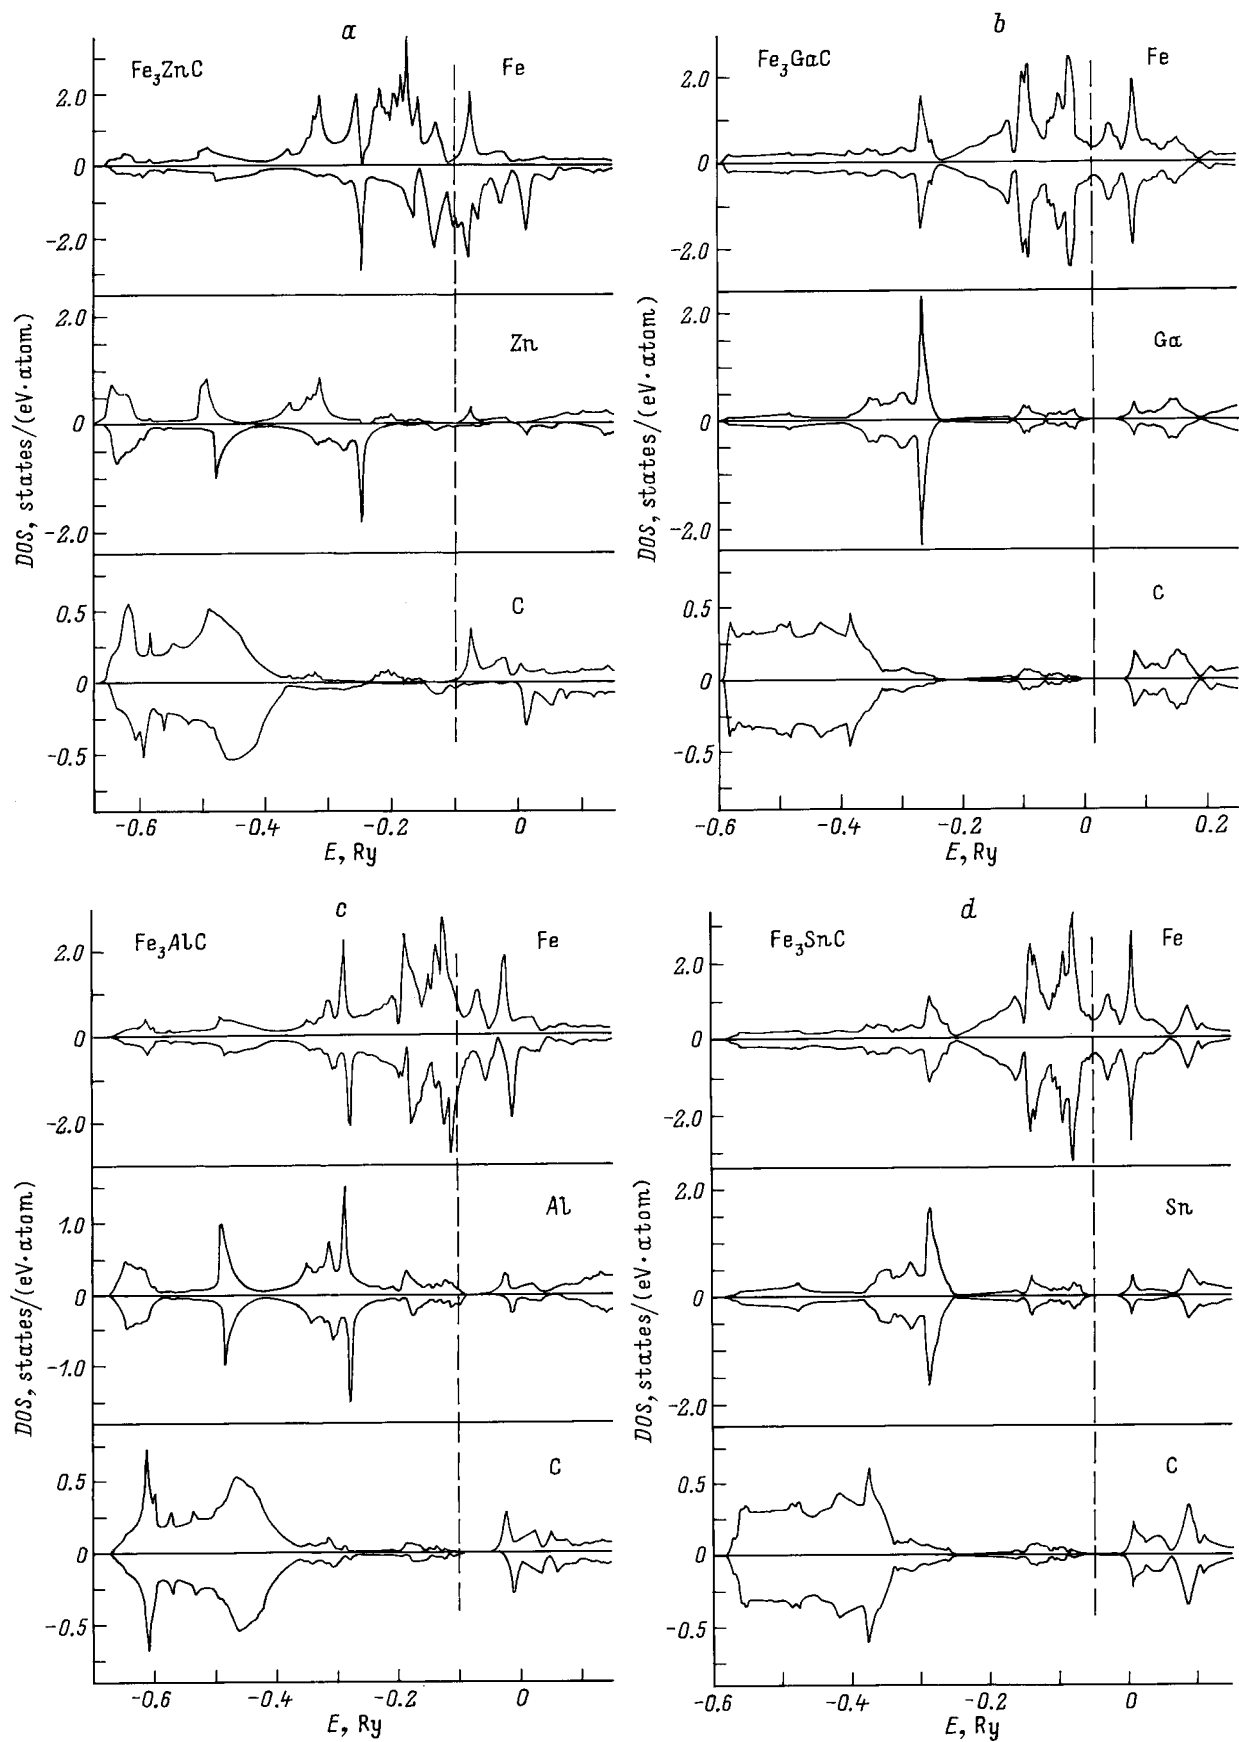 a
Fe3ZnC
Fe
2.0
0
-2.0
Zn
2.0
0
-2.0
C
0.5
0
-0.5
DOS, states/(eV·atom)
-0.6 -0.4 -0.2 0
E, Ry
b
Fe3GaC
Fe
2.0
0
-2.0
Ga
2.0
0
-2.0
C
0.5
0
-0.5
DOS, states/(eV·atom)
-0.6 -0.4 -0.2 0 0.2
E, Ry
c
Fe3AlC
Fe
2.0
0
-2.0
Al
1.0
0
-1.0
C
0.5
0
-0.5
DOS, states/(eV·atom)
-0.6 -0.4 -0.2 0
E, Ry
d
Fe3SnC
Fe
2.0
0
-2.0
Sn
2.0
0
-2.0
C
0.5
0
-0.5
DOS, states/(eV·atom)
-0.6 -0.4 -0.2 0
E, Ry